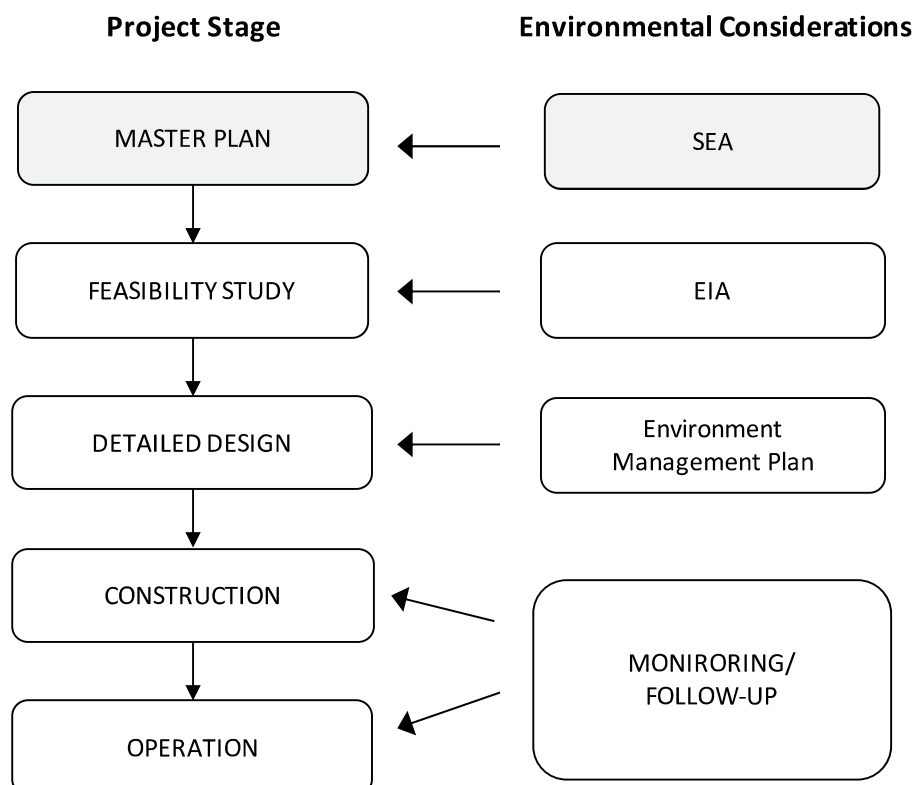 Project Stage
Environmental Considerations
MASTER PLAN
SEA
FEASIBILITY STUDY
EIA
DETAILED DESIGN
Environment
Management Plan
CONSTRUCTION
MONIRORING/
FOLLOW-UP
OPERATION